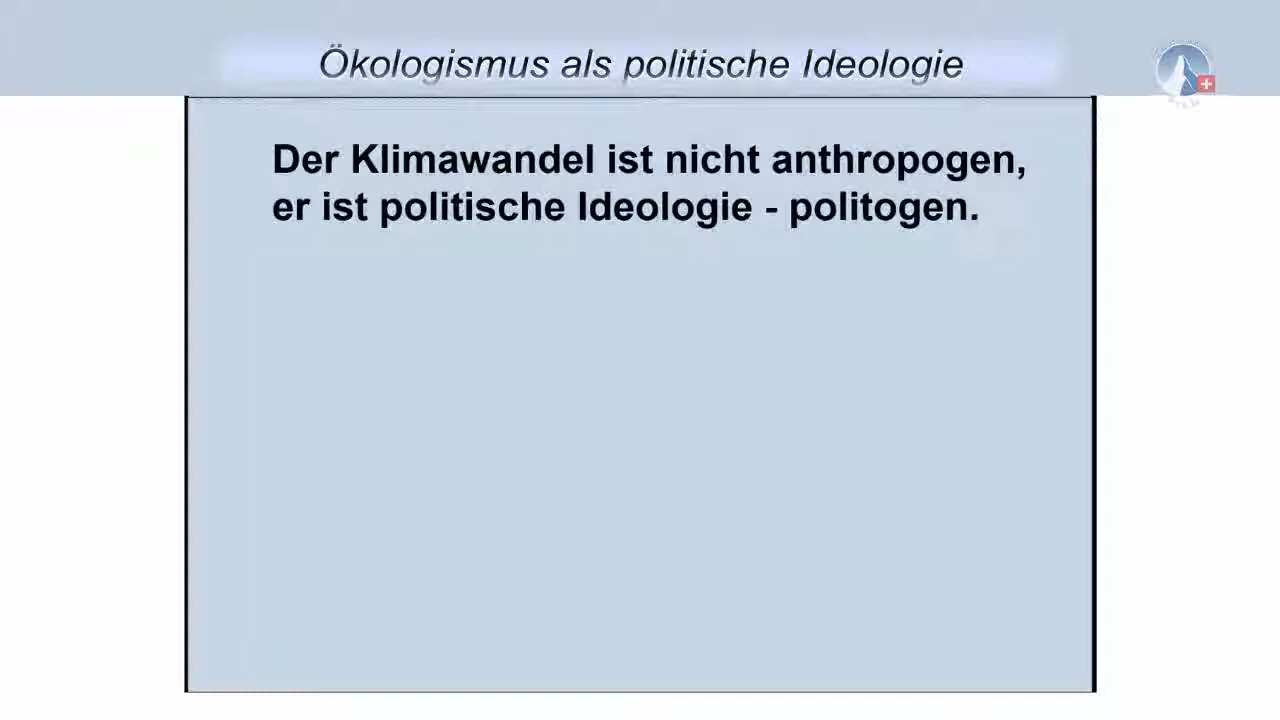 Ökologismus als politische Ideologie
Der Klimawandel ist nicht anthropogen,
er ist politische Ideologie - politogen.